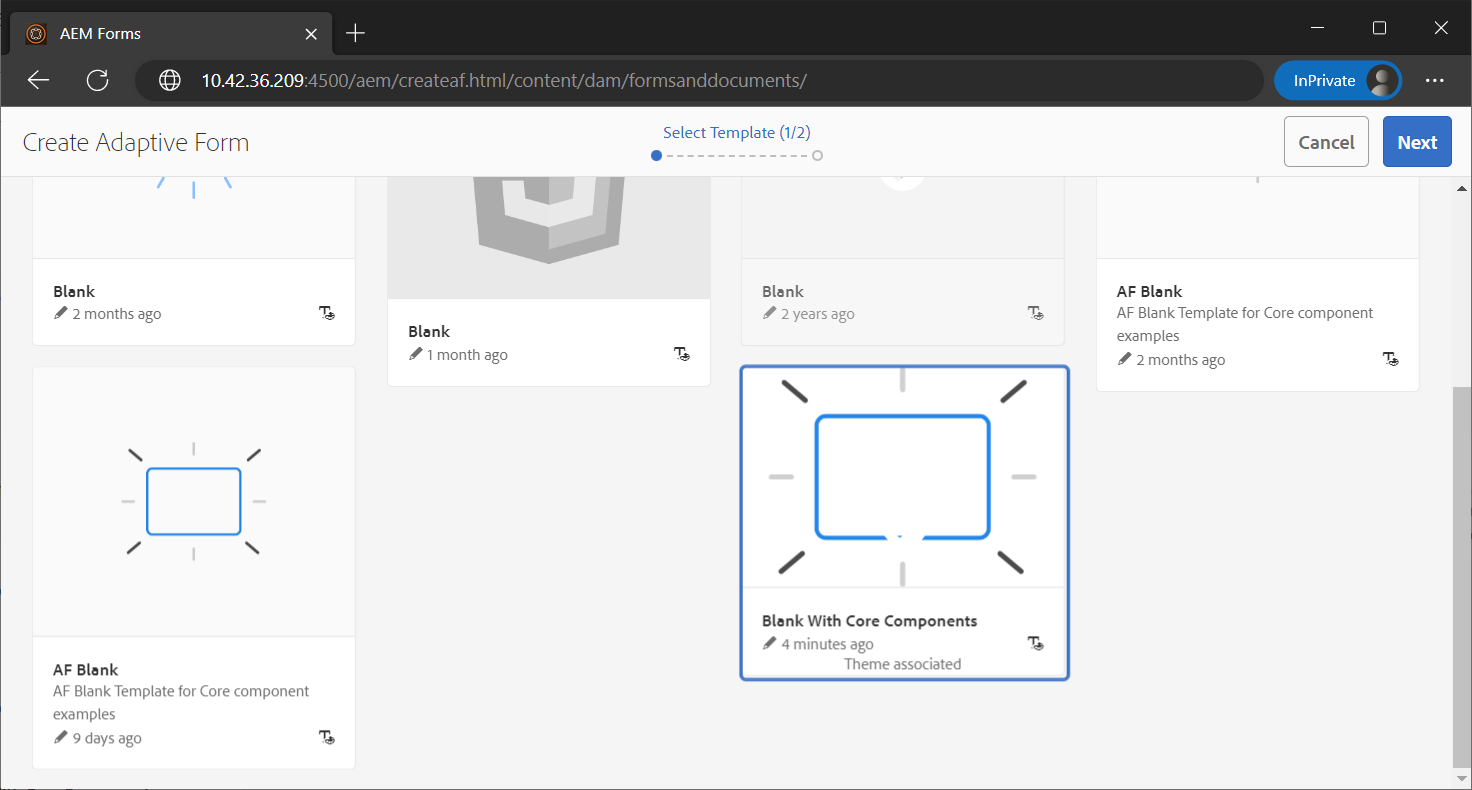 AEM Forms
10.42.36.209:4500/aem/createaf.html/content/dam/formsanddocuments/
InPrivate
Create Adaptive Form
Select Template (1/2)
Cancel
Next
Blank
2 months ago
Blank
1 month ago
Blank
2 years ago
AF Blank
AF Blank Template for Core component
examples
2 months ago
AF Blank
AF Blank Template for Core component
examples
9 days ago
Blank With Core Components
4 minutes ago
Theme associated